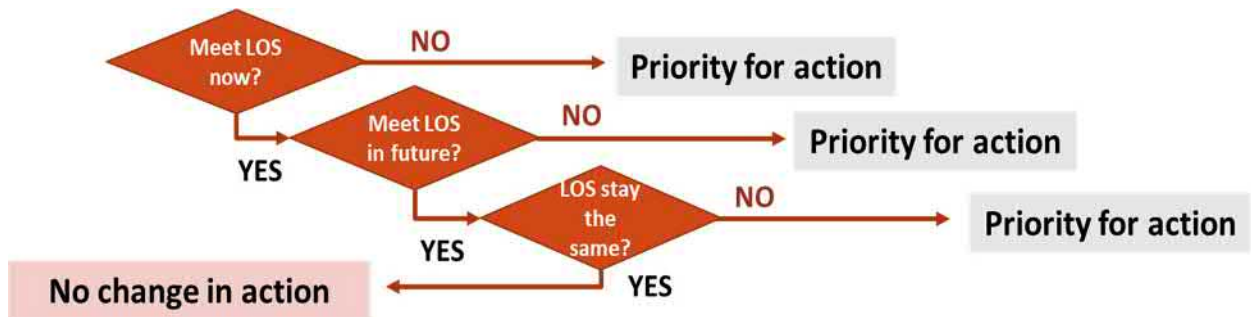 Meet LOS
now?
NO
Priority for action
YES
Meet LOS
in future?
NO
Priority for action
YES
LOS stay
the
same?
NO
Priority for action
YES
No change in action